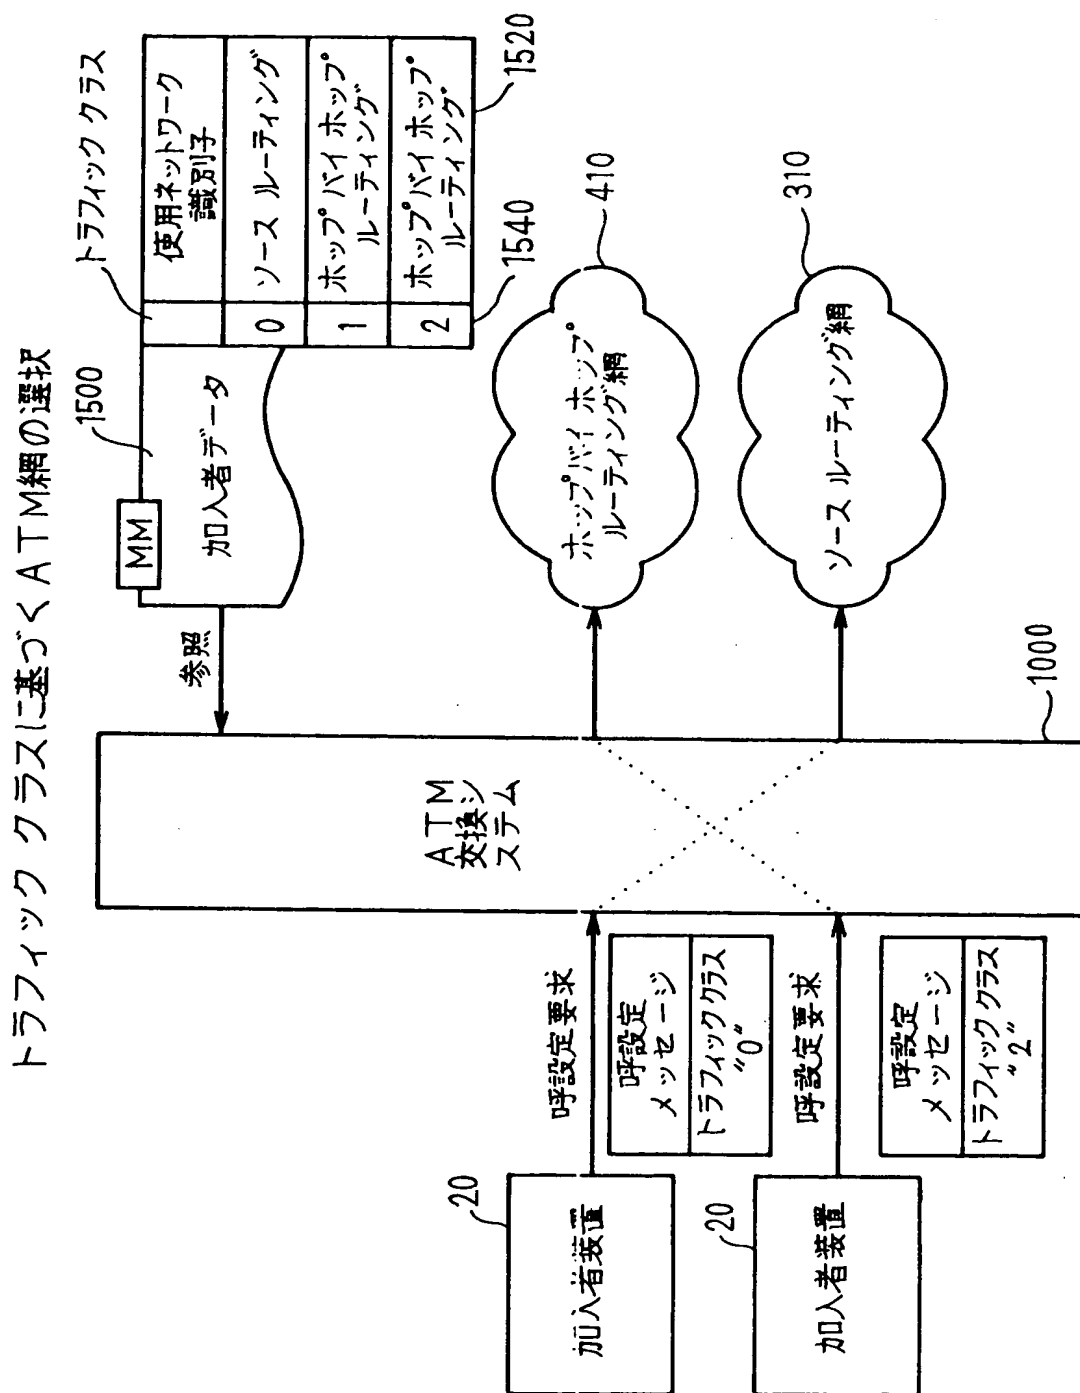 トラフィック クラスに基づくATM網の選択
MM
1500
トラフィック クラス
加入者データ
使用ネットワーク
識別子
0
ソース ルーティング
1
ホップ バイ ホップ
ルーティング
2
ホップ バイ ホップ
ルーティング
1540
1520
参照
ATM
交換シ
ステム
1000
ホップ バイ ホップ
ルーティング網
410
ソース ルーティング網
310
20
加入者装置
呼設定要求
呼設定
メッセージ
トラフィッククラス
“0”
20
加入者装置
呼設定要求
呼設定
メッセージ
トラフィッククラス
“2”